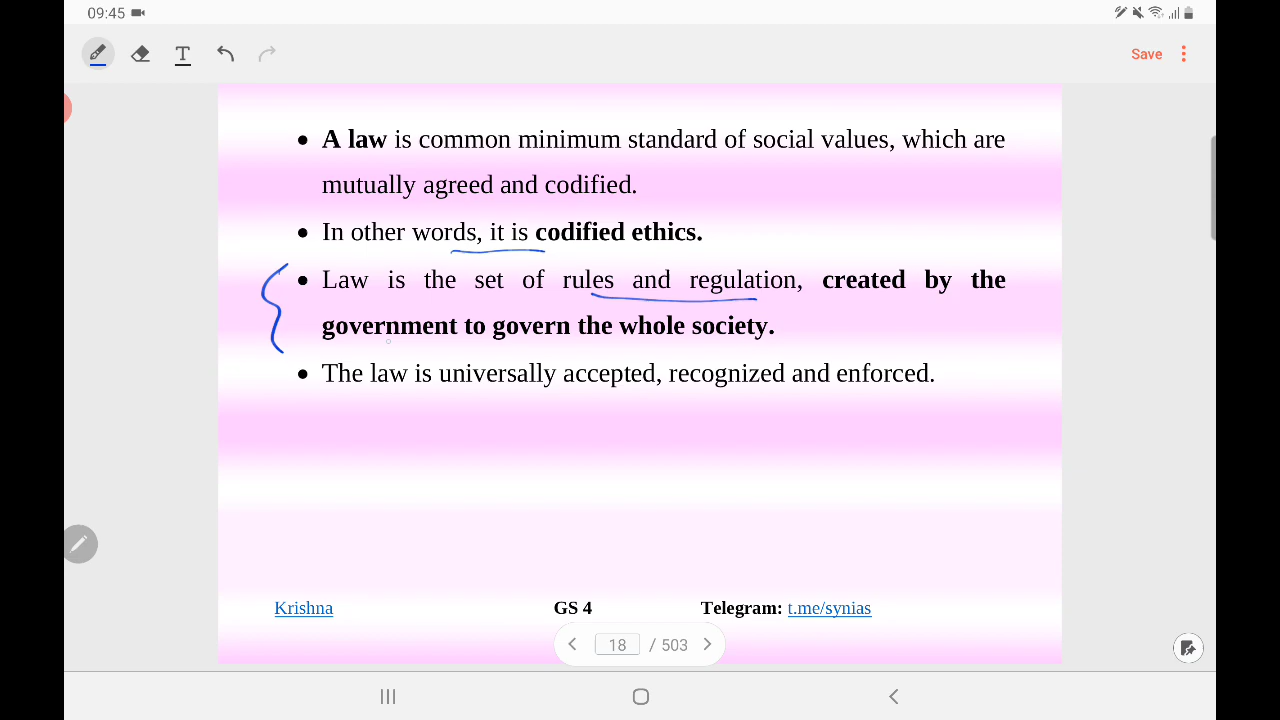 09:45
T
Save
• A law is common minimum standard of social values, which are
mutually agreed and codified.
• In other words, it is codified ethics.
• Law is the set of rules and regulation, created by the
government to govern the whole society.
• The law is universally accepted, recognized and enforced.
Krishna GS 4 Telegram: t.me/synias
18 / 503